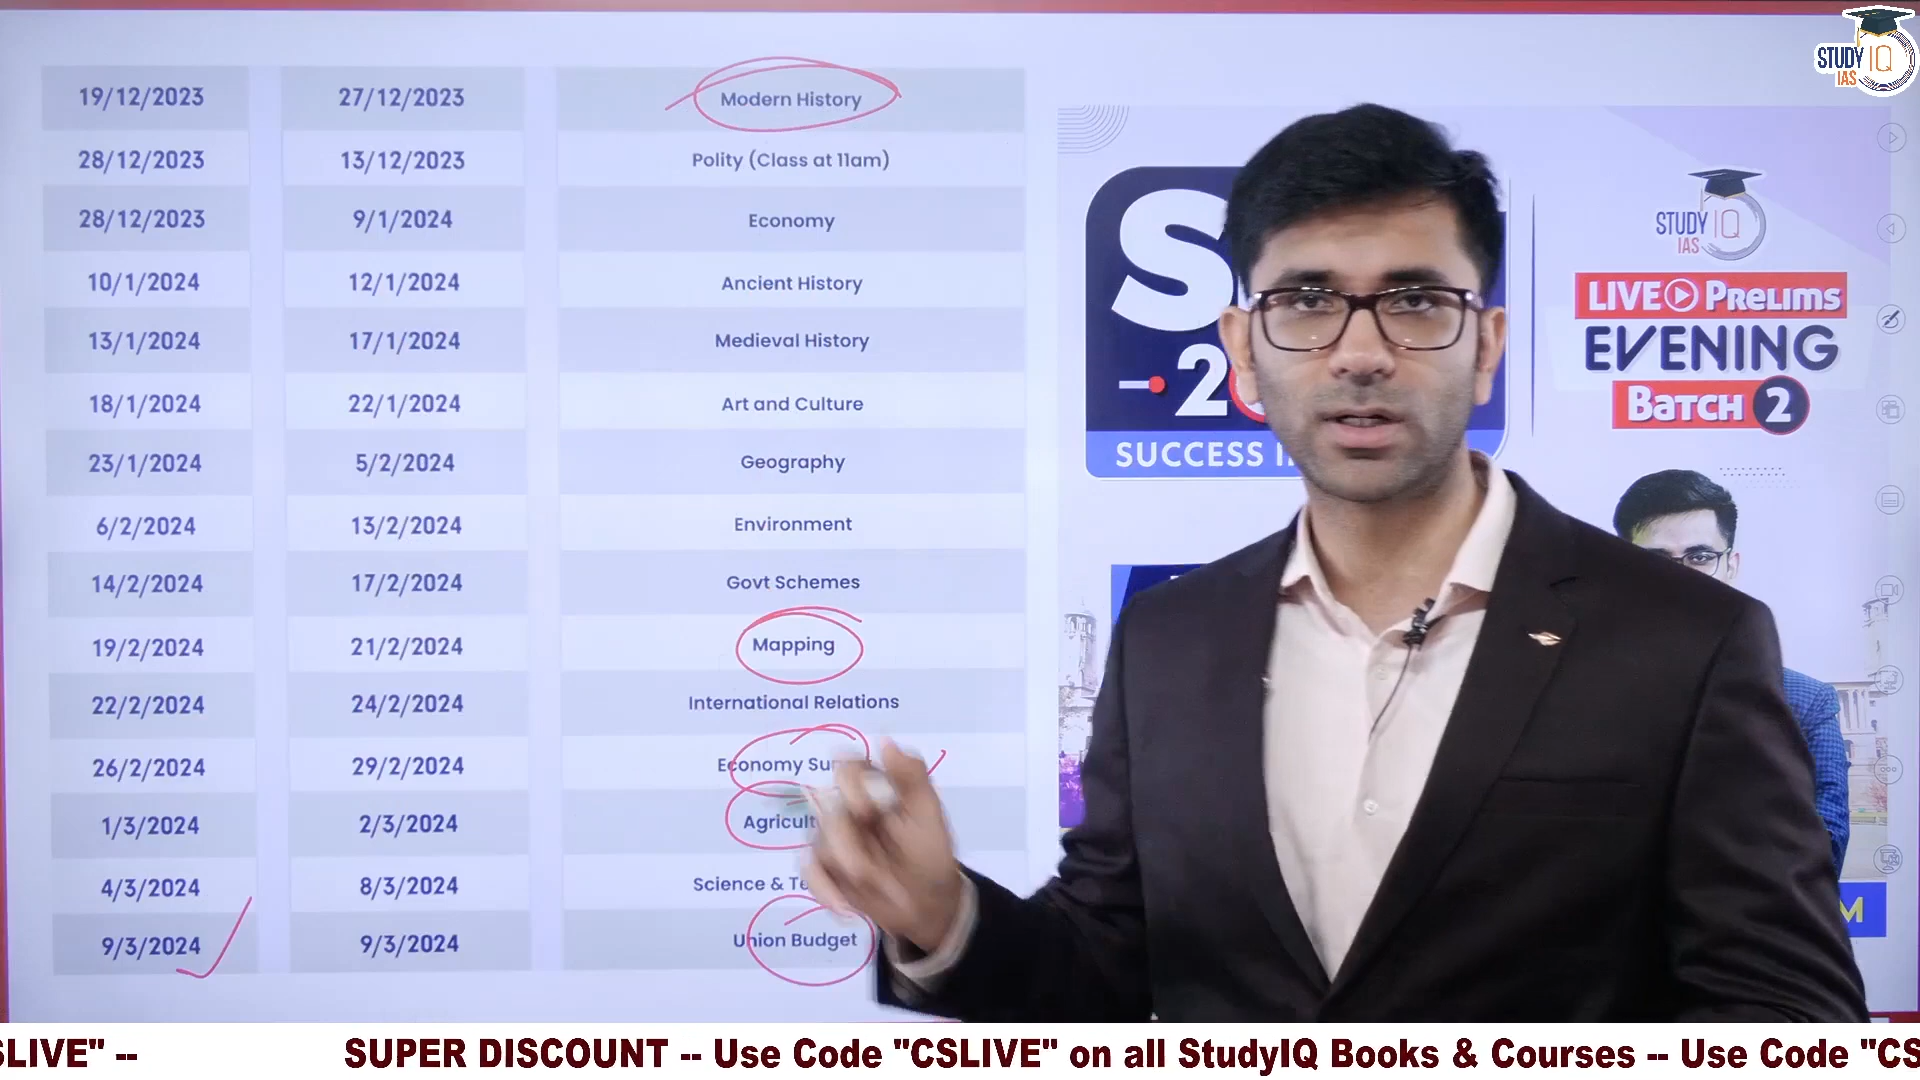 STUDY IQ
IAS
19/12/2023 27/12/2023 Modern History
28/12/2023 13/12/2023 Polity (Class at 11am)
28/12/2023 9/1/2024 Economy
10/1/2024 12/1/2024 Ancient History
13/1/2024 17/1/2024 Medieval History
18/1/2024 22/1/2024 Art and Culture
23/1/2024 5/2/2024 Geography
6/2/2024 13/2/2024 Environment
14/2/2024 17/2/2024 Govt Schemes
19/2/2024 21/2/2024 Mapping
22/2/2024 24/2/2024 International Relations
26/2/2024 29/2/2024 Economy
1/3/2024 2/3/2024
4/3/2024 8/3/2024 Science &
9/3/2024 9/3/2024 Union Budget
SUCCESS
STUDY IQ
IAS
LIVE Prelims
EVENING
BATCH 2
SLIVE" -- SUPER DISCOUNT -- Use Code "CSLIVE" on all StudyIQ Books & Courses -- Use Code "CS